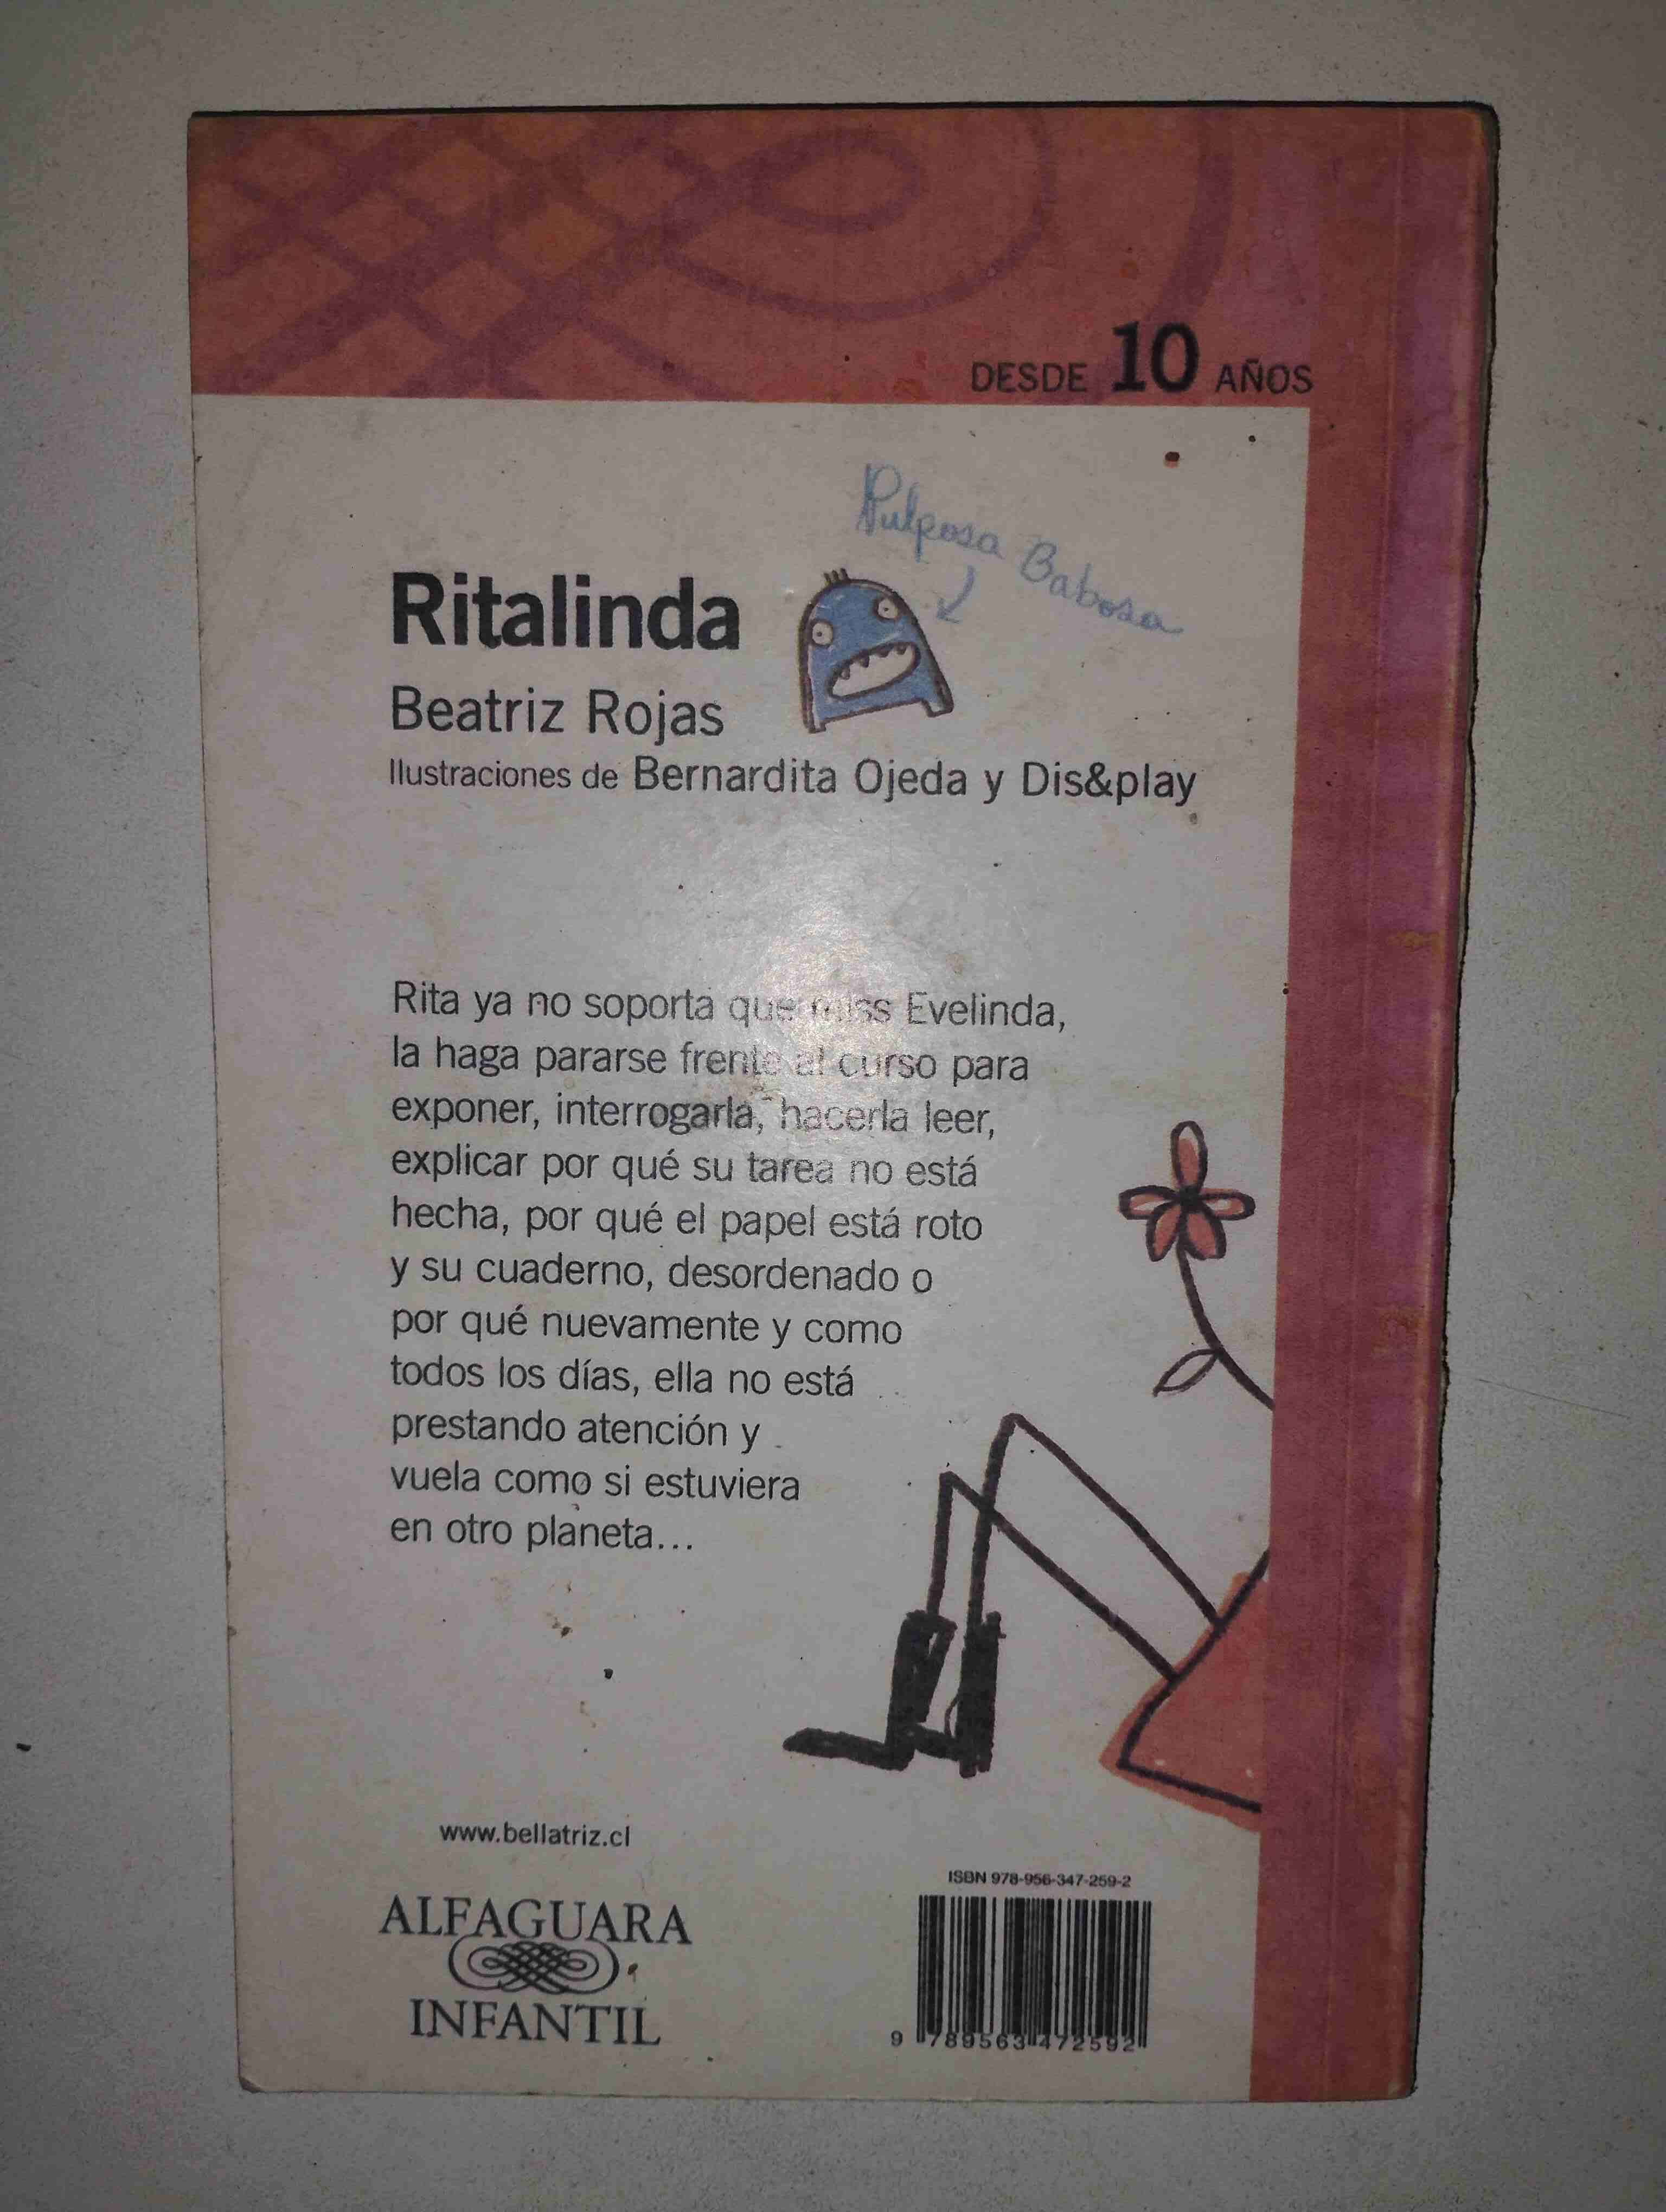 DESDE 10 AÑOS
Pulposa Babosa
Ritalinda
Beatriz Rojas
Ilustraciones de Bernardita Ojeda y Dis&play
Rita ya no soporta que miss Evelinda,
la haga pararse frente al curso para
exponer, interrogarla, hacerla leer,
explicar por qué su tarea no está
hecha, por qué el papel está roto
y su cuaderno, desordenado o
por qué nuevamente y como
todos los días, ella no está
prestando atención y
vuela como si estuviera
en otro planeta...
www.bellatriz.cl
ALFAGUARA
INFANTIL
ISBN 978-956-347-259-2
9 789563 472592